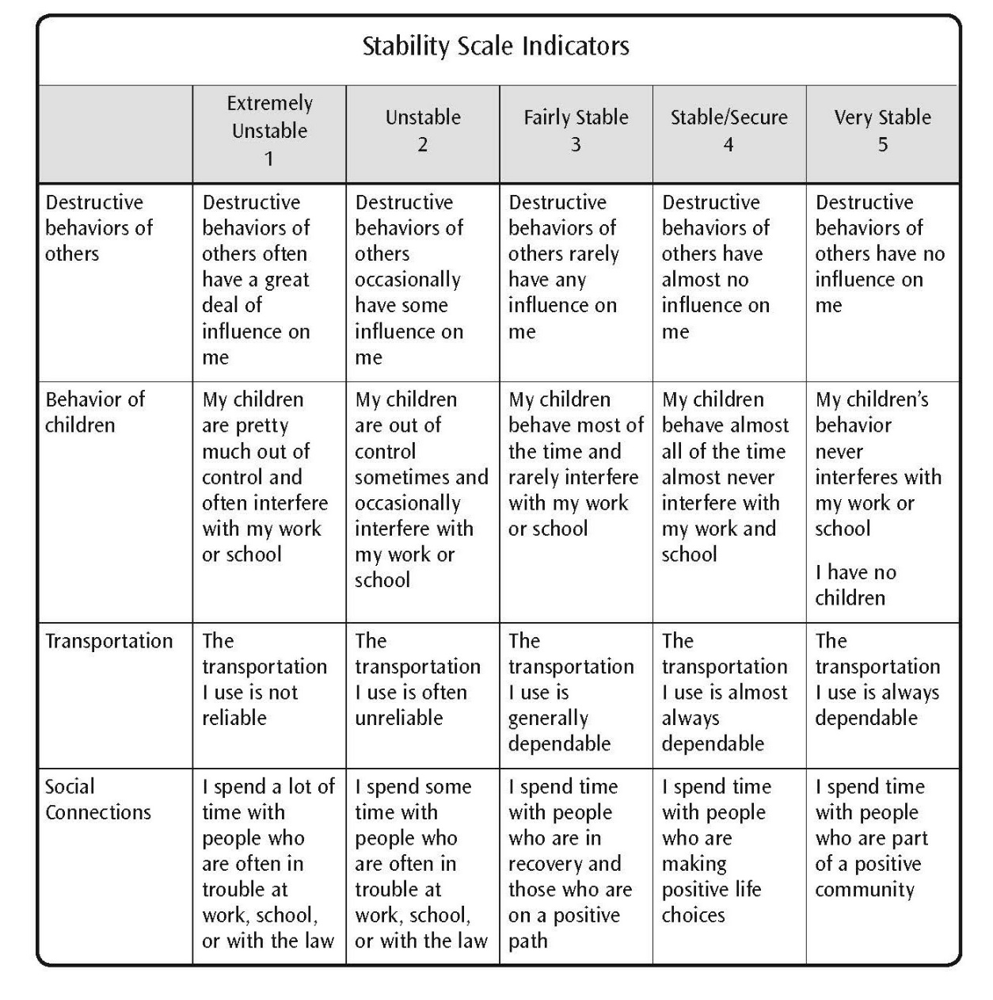 Stability Scale Indicators
Extremely
Unstable
1
Unstable
2
Fairly Stable
3
Stable/Secure
4
Very Stable
5
Destructive
behaviors of
others
Destructive
behaviors of
others often
have a great
deal of
influence on
me
Destructive
behaviors of
others
occasionally
have some
influence on
me
Destructive
behaviors of
others rarely
have any
influence on
me
Destructive
behaviors of
others have
almost no
influence on
me
Destructive
behaviors of
others have no
influence on
me
Behavior of
children
My children
are pretty
much out of
control and
often interfere
with my work
or school
My children
are out of
control
sometimes and
occasionally
interfere with
my work or
school
My children
behave most of
the time and
rarely interfere
with my work
or school
My children
behave almost
all of the time
almost never
interfere with
my work and
school
My children’s
behavior
never
interferes with
my work or
school
I have no
children
Transportation
The
transportation
I use is not
reliable
The
transportation
I use is often
unreliable
The
transportation
I use is
generally
dependable
The
transportation
I use is almost
always
dependable
The
transportation
I use is always
dependable
Social
Connections
I spend a lot of
time with
people who
are often in
trouble at
work, school,
or with the law
I spend some
time with
people who
are often in
trouble at
work, school,
or with the law
I spend time
with people
who are in
recovery and
those who are
on a positive
path
I spend time
with people
who are
making
positive life
choices
I spend time
with people
who are part
of a positive
community